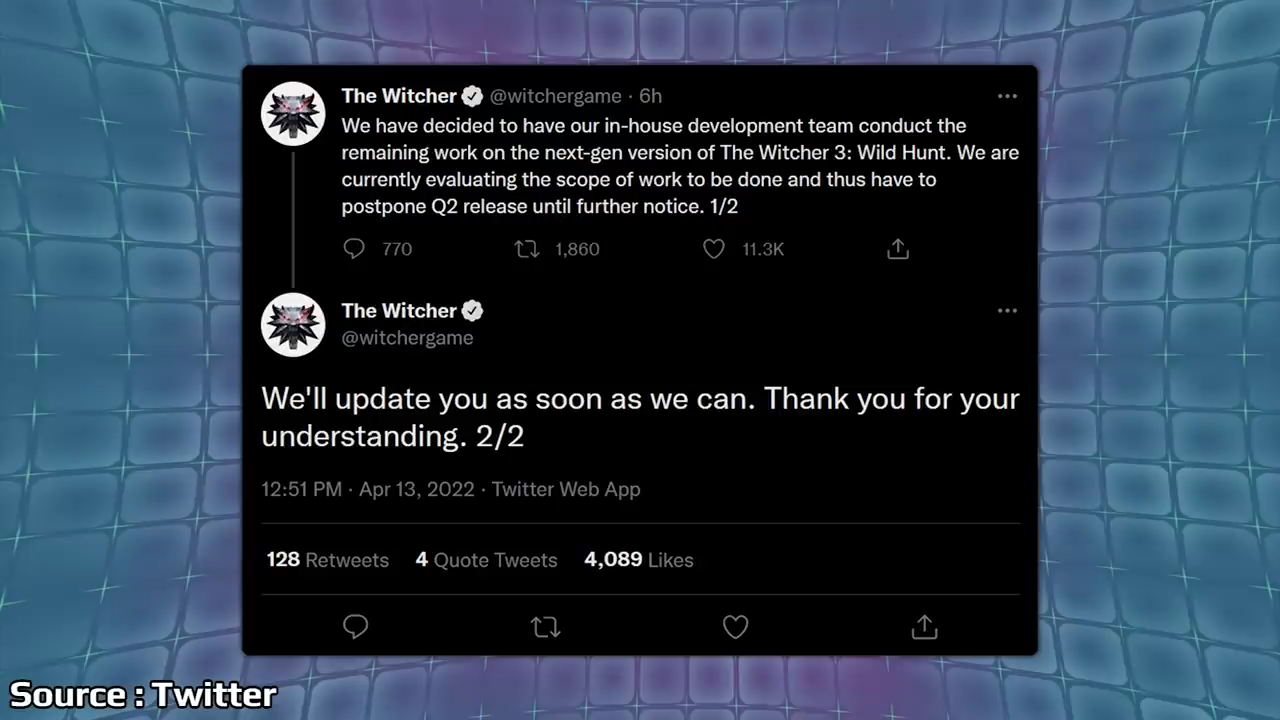 The Witcher @witchergame · 6h
We have decided to have our in-house development team conduct the
remaining work on the next-gen version of The Witcher 3: Wild Hunt. We are
currently evaluating the scope of work to be done and thus have to
postpone Q2 release until further notice. 1/2
770 1,860 11.3K
The Witcher
@witchergame
We'll update you as soon as we can. Thank you for your
understanding. 2/2
12:51 PM · Apr 13, 2022 · Twitter Web App
128 Retweets 4 Quote Tweets 4,089 Likes
Source : Twitter